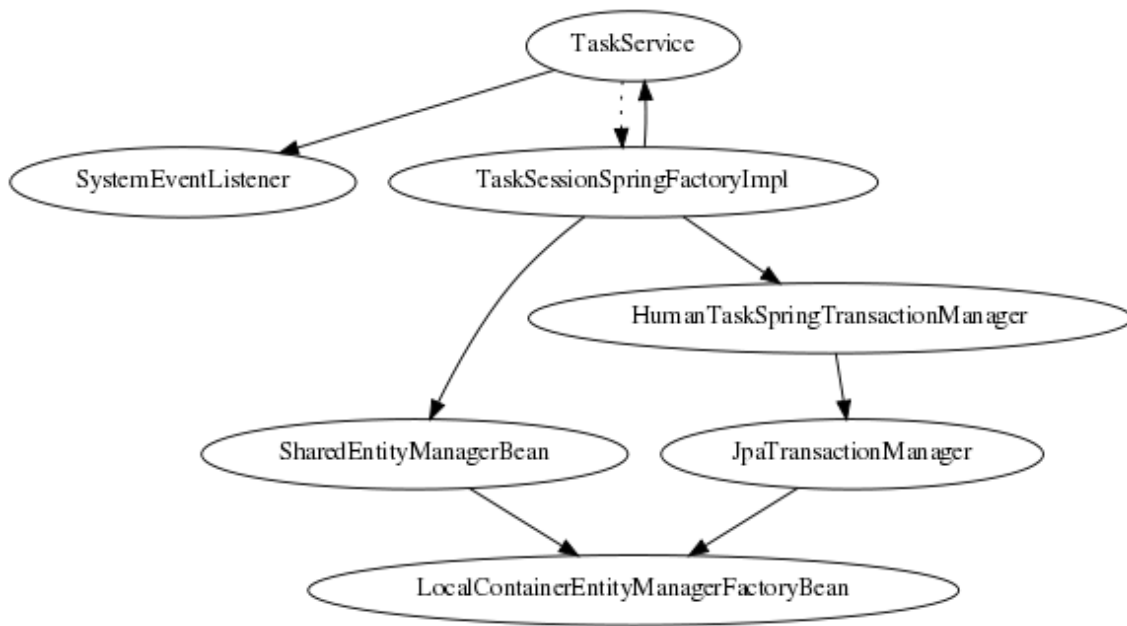 TaskService
SystemEventListener
TaskSessionSpringFactoryImpl
HumanTaskSpringTransactionManager
SharedEntityManagerBean
JpaTransactionManager
LocalContainerEntityManagerFactoryBean